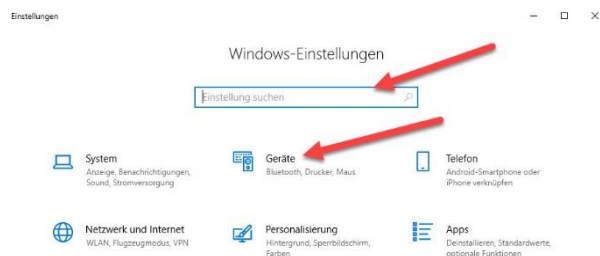 Einstellungen
Windows-Einstellungen
Einstellung suchen
System
Anzeige, Benachrichtigungen,
Sound, Stromversorgung
Geräte
Bluetooth, Drucker, Maus
Telefon
Android-Smartphone oder
iPhone verknüpfen
Netzwerk und Internet
WLAN, Flugzeugmodus, VPN
Personalisierung
Hintergrund, Sperrbildschirm,
Farben
Apps
Deinstallieren, Standardwerte,
optionale Funktionen